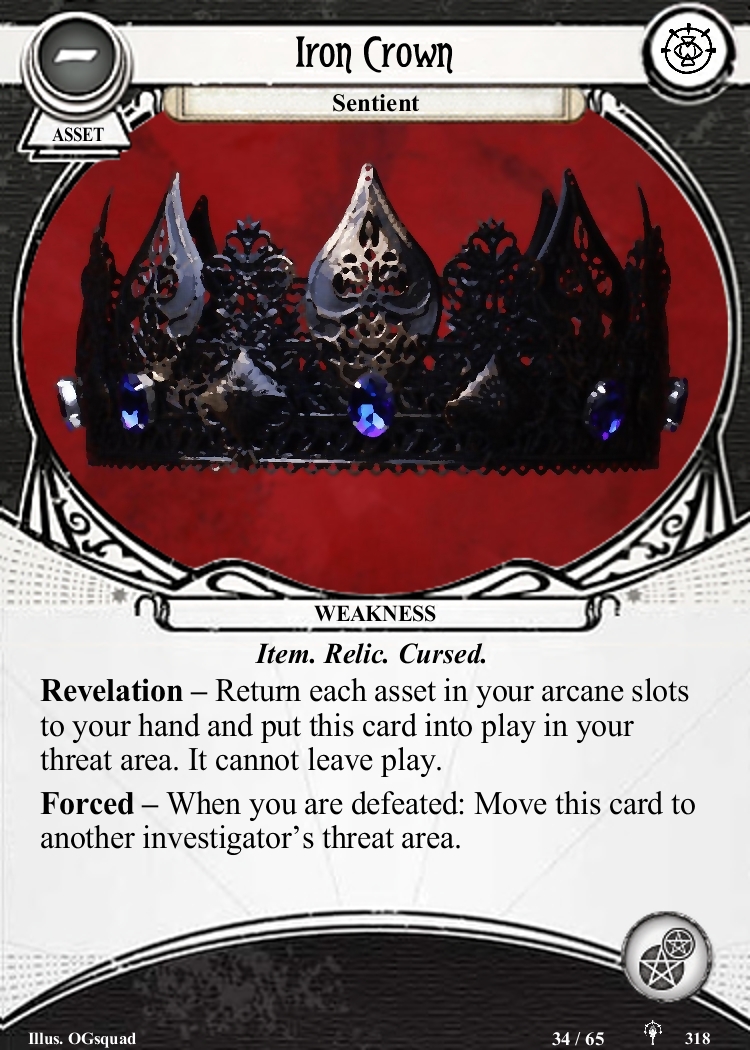 –
Iron Crown
ASSET
Sentient
WEAKNESS
Item. Relic. Cursed.
Revelation – Return each asset in your arcane slots
to your hand and put this card into play in your
threat area. It cannot leave play.
Forced – When you are defeated: Move this card to
another investigator’s threat area.
Illus. OGsquad
34 / 65
318